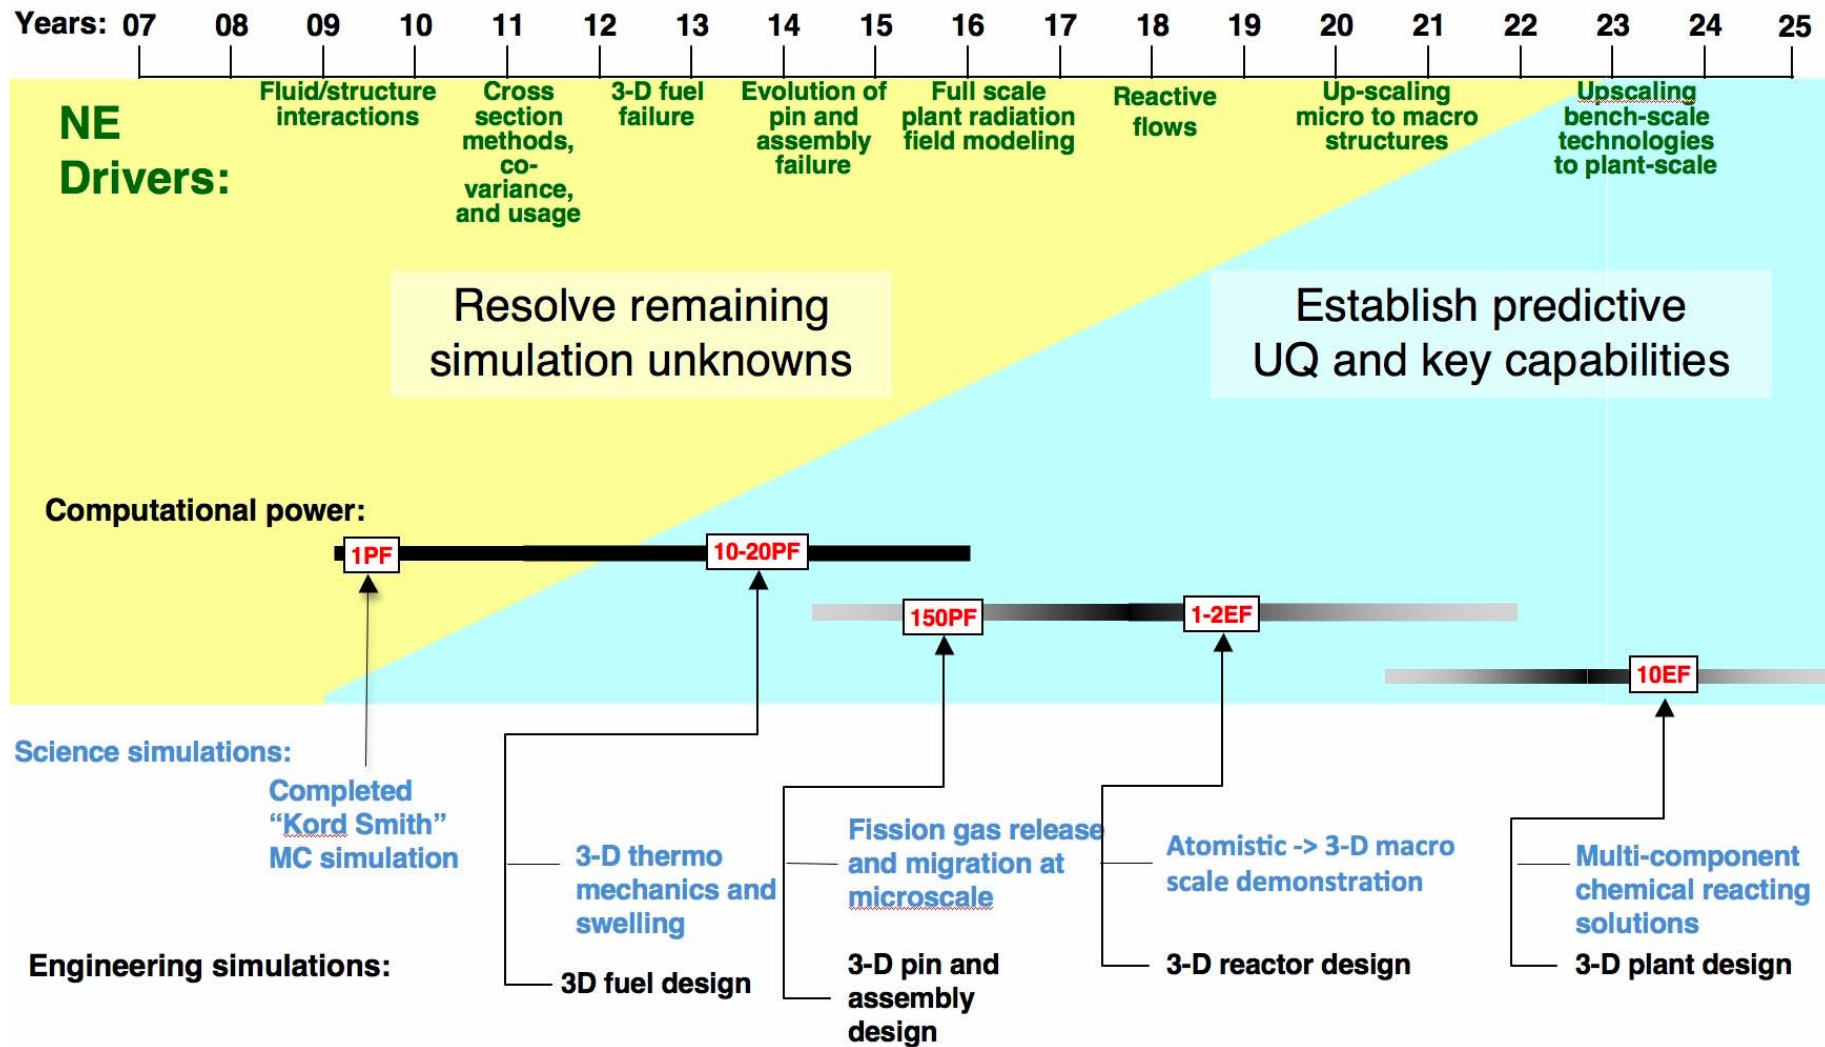 Years: 07 08 09 10 11 12 13 14 15 16 17 18 19 20 21 22 23 24 25
NE
Drivers:
Fluid/structure
interactions
Cross
section
methods,
co-
variance,
and usage
3-D fuel
failure
Evolution of
pin and
assembly
failure
Full scale
plant radiation
field modeling
Reactive
flows
Up-scaling
micro to macro
structures
Upscaling
bench-scale
technologies
to plant-scale
Resolve remaining
simulation unknowns
Establish predictive
UQ and key capabilities
Computational power:
1PF
10-20PF
150PF
1-2EF
10EF
Science simulations:
Completed
“Kord Smith”
MC simulation
3-D thermo
mechanics and
swelling
Fission gas release
and migration at
microscale
Atomistic -> 3-D macro
scale demonstration
Multi-component
chemical reacting
solutions
Engineering simulations:
3D fuel design
3-D pin and
assembly
design
3-D reactor design
3-D plant design